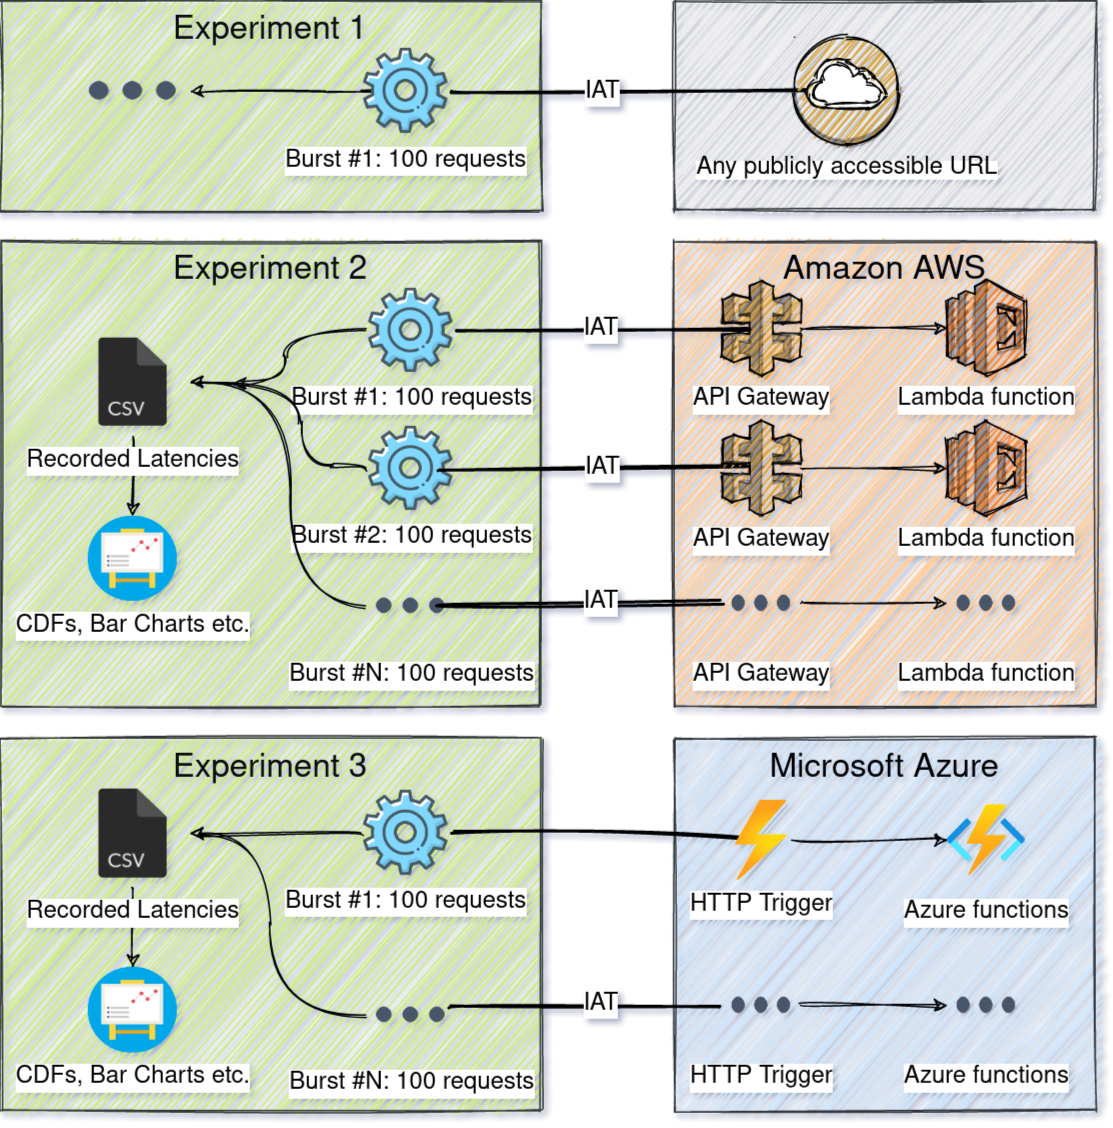 Experiment 1
IAT
Burst #1: 100 requests
Any publicly accessible URL
Experiment 2
Amazon AWS
IAT
CSV
Burst #1: 100 requests
API Gateway
Lambda function
Recorded Latencies
IAT
Burst #2: 100 requests
API Gateway
Lambda function
IAT
CDFs, Bar Charts etc.
Burst #N: 100 requests
API Gateway
Lambda function
Experiment 3
Microsoft Azure
CSV
Burst #1: 100 requests
HTTP Trigger
Azure functions
Recorded Latencies
IAT
CDFs, Bar Charts etc.
Burst #N: 100 requests
HTTP Trigger
Azure functions